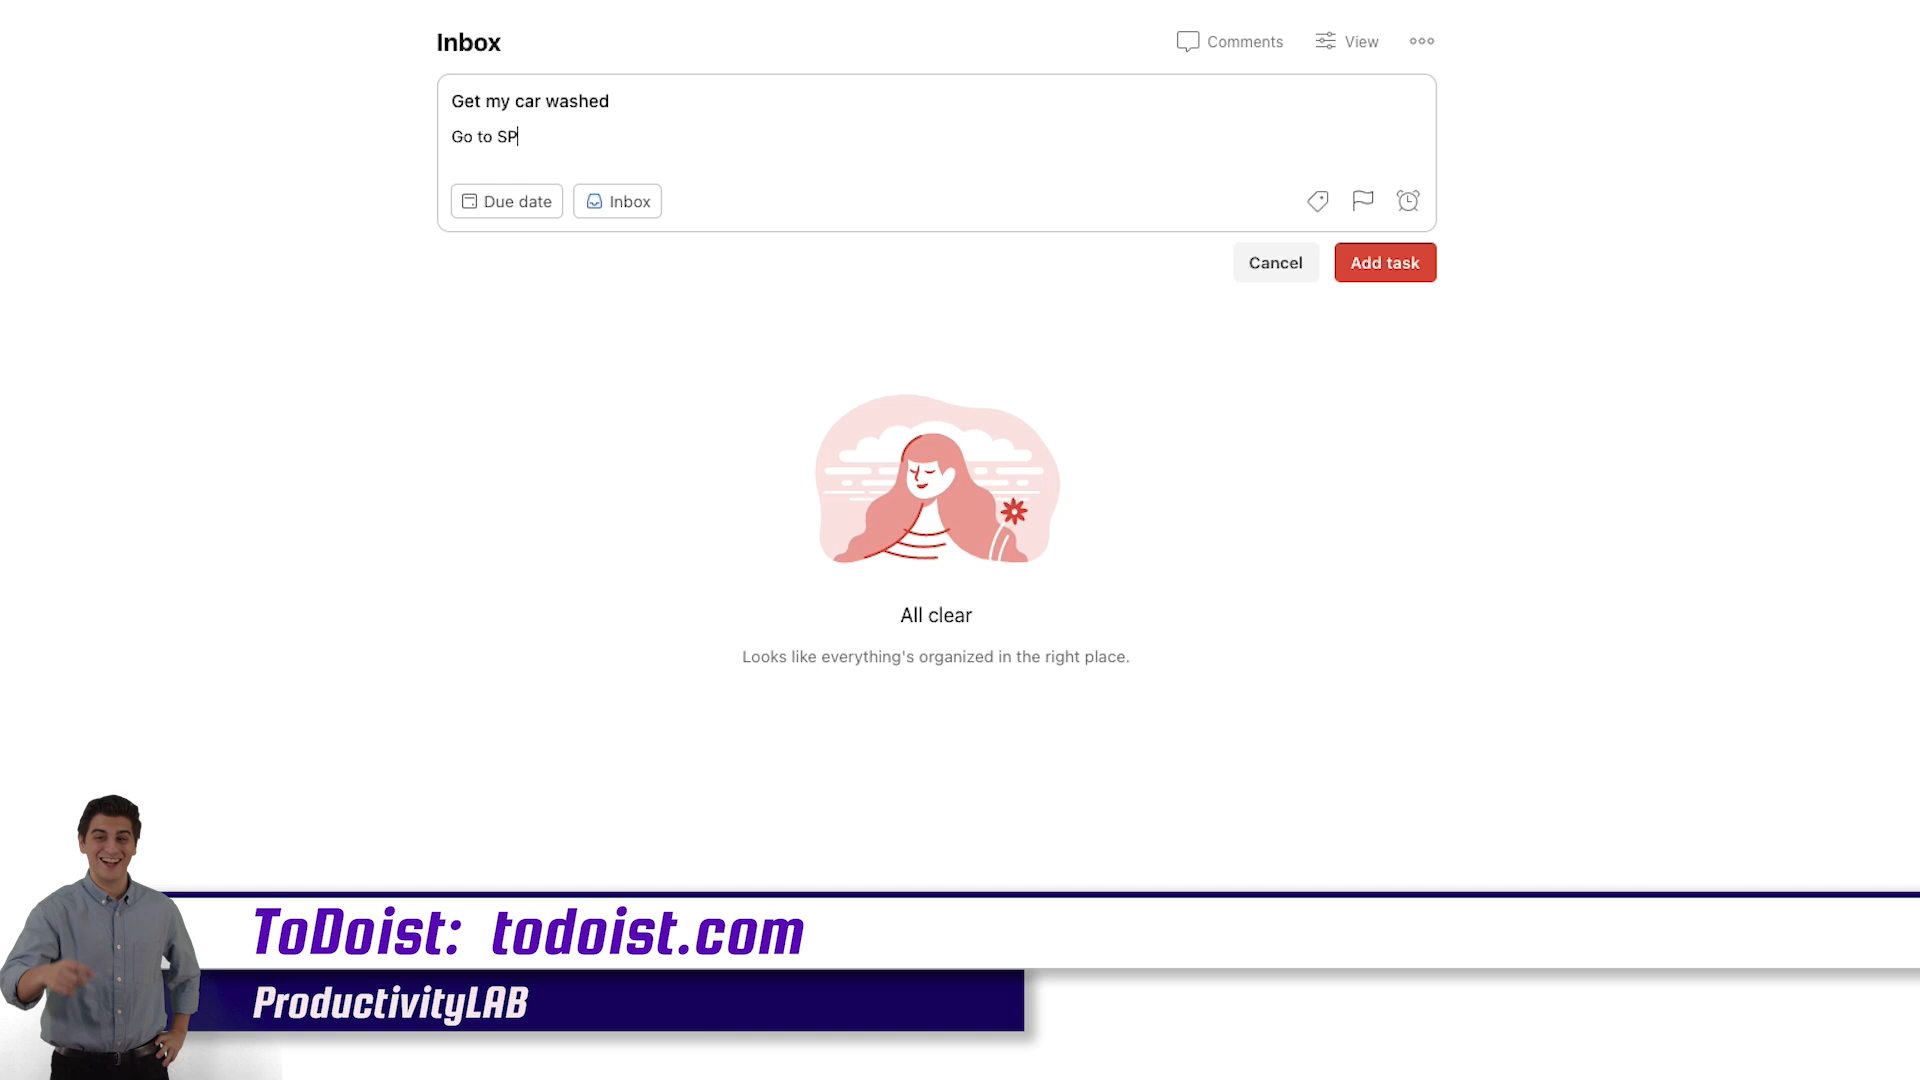 Inbox
Comments
View
Get my car washed
Go to SP
Due date
Inbox
Cancel
Add task
All clear
Looks like everything's organized in the right place.
ToDoist: todoist.com
ProductivityLAB